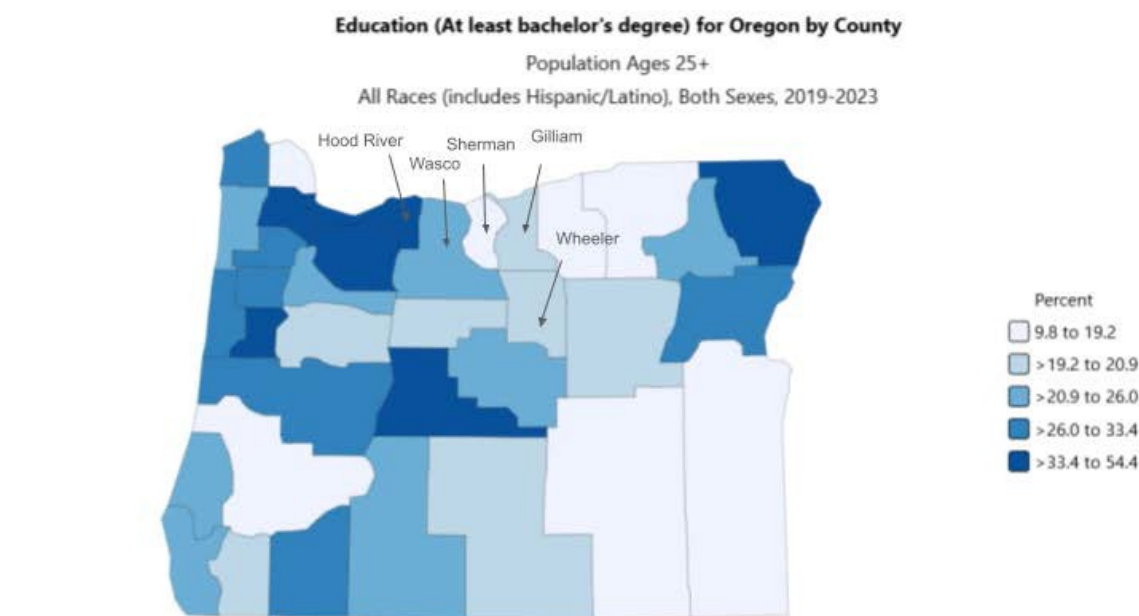 Education (At least bachelor's degree) for Oregon by County
Population Ages 25+
All Races (includes Hispanic/Latino), Both Sexes, 2019-2023
Hood River
Wasco
Sherman
Gilliam
Wheeler
Percent
9.8 to 19.2
>19.2 to 20.9
>20.9 to 26.0
>26.0 to 33.4
>33.4 to 54.4